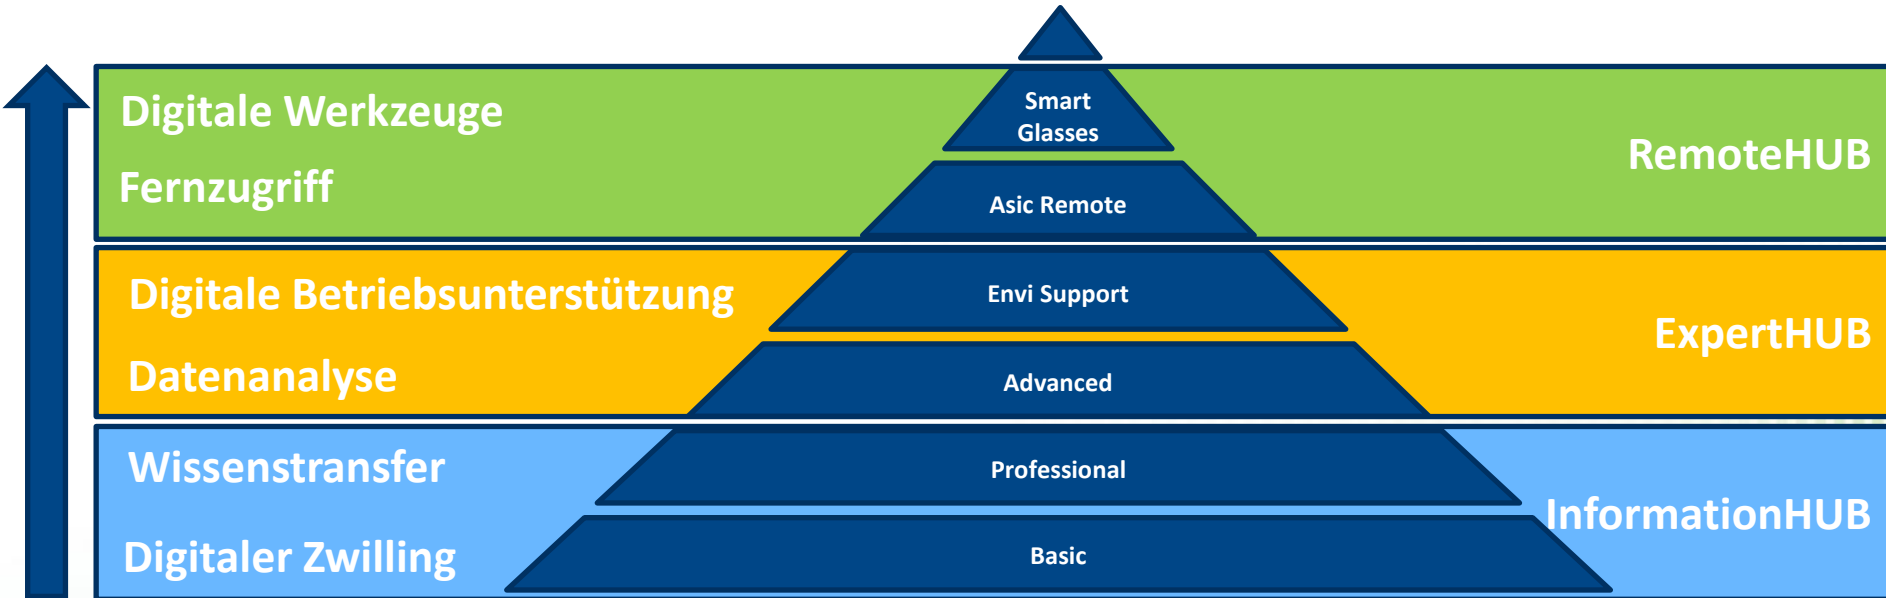 Digitale Werkzeuge
Smart
Glasses
RemoteHUB
Fernzugriff
Asic Remote
Digitale Betriebsunterstützung
Envi Support
ExpertHUB
Datenanalyse
Advanced
Wissenstransfer
Professional
InformationHUB
Digitaler Zwilling
Basic